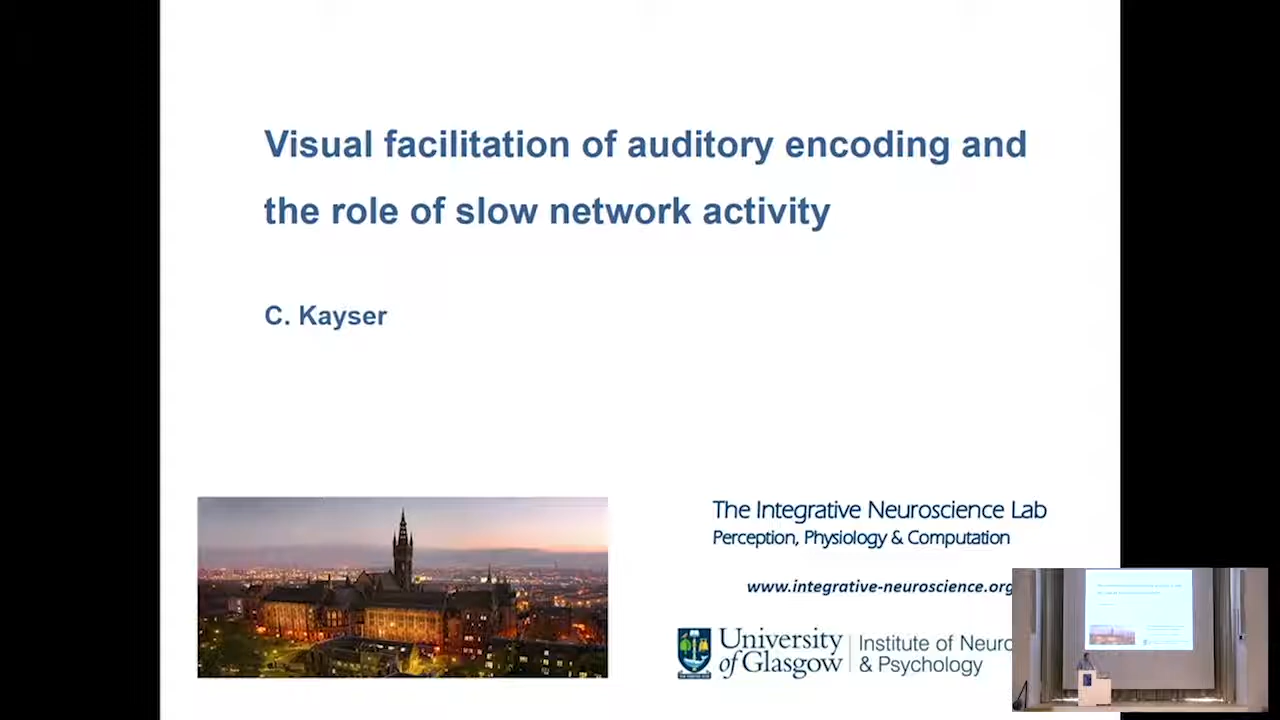 Visual facilitation of auditory encoding and
the role of slow network activity
C. Kayser
The Integrative Neuroscience Lab
Perception, Physiology & Computation
www.integrative-neuroscience.org
University
of Glasgow
Institute of
& Psychology